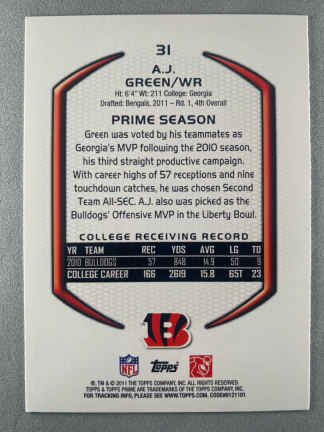 31
A.J.
GREEN/WR
Ht: 6'4" Wt: 211 College: Georgia
Drafted: Bengals, 2011 – Rd. 1, 4th Overall
PRIME SEASON
Green was voted by his teammates as
Georgia's MVP following the 2010 season,
his third straight productive campaign.
With career highs of 57 receptions and nine
touchdown catches, he was chosen Second
Team All-SEC. A.J. also was picked as the
Bulldogs' Offensive MVP in the Liberty Bowl.
COLLEGE RECEIVING RECORD
YR TEAM REC YDS AVG LG TD
2010 BULLDOGS 57 848 14.9 50 9
COLLEGE CAREER 166 2619 15.8 65T 23
B
NFL
Topps
®, TM & © 2011 THE TOPPS COMPANY, INC. ALL RIGHTS RESERVED.
TOPPS & TOPPS PRIME ARE TRADEMARKS OF THE TOPPS COMPANY, INC.
FOR TRADING INFO, PLEASE SEE WWW.TOPPS.COM. CODE#9121101